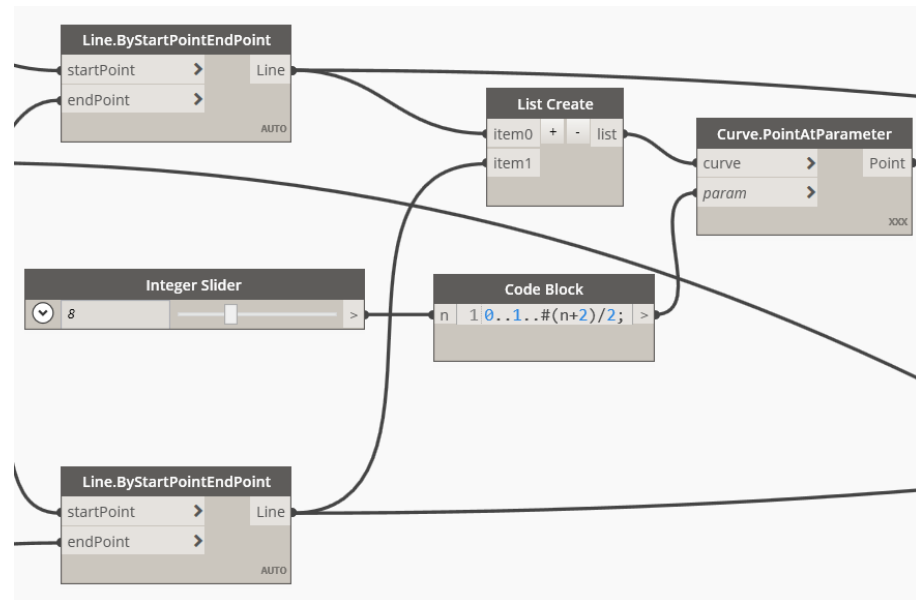 Line.ByStartPointEndPoint
startPoint > Line
endPoint >
AUTO
List Create
item0 + - list
item1
Curve.PointAtParameter
curve > Point
param >
XXX
Integer Slider
8 >
Code Block
n 1 0..1..#(n+2)/2; >
Line.ByStartPointEndPoint
startPoint > Line
endPoint >
AUTO